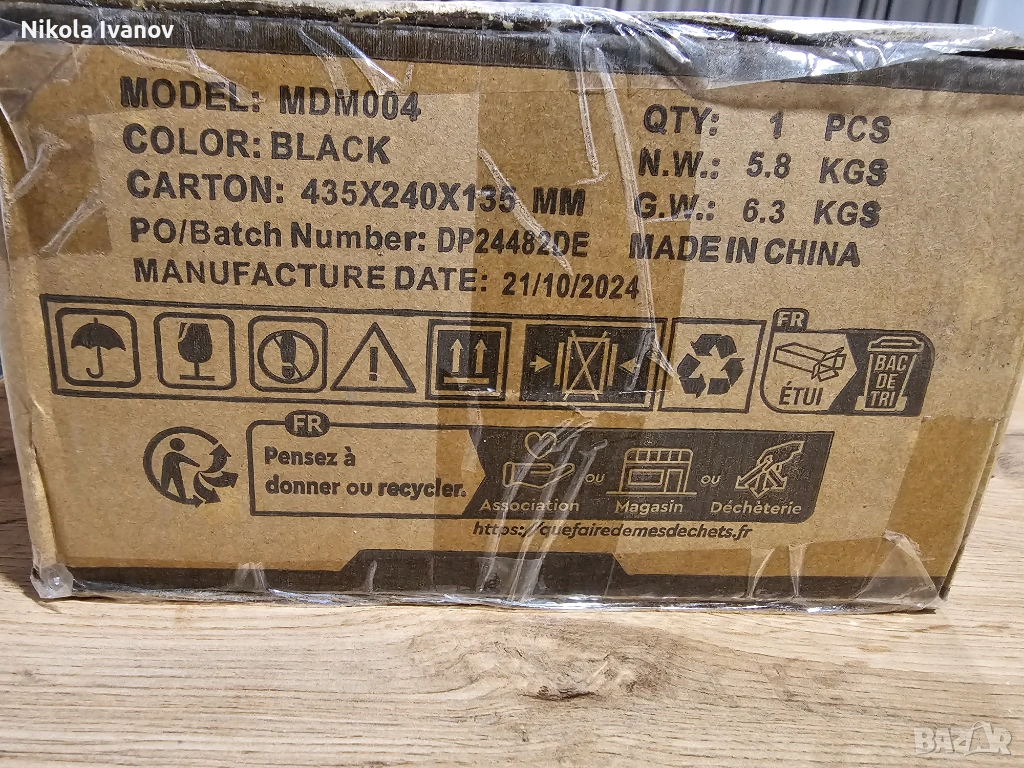 Nikola Ivanov
MODEL: MDM004
COLOR: BLACK
CARTON: 435X240X135 MM
PO/Batch Number: DP24482DE
MANUFACTURE DATE: 21/10/2024
QTY: 1 PCS
N.W.: 5.8 KGS
G.W.: 6.3 KGS
MADE IN CHINA
FR
ÉTUI
BAC
DE
TRI
FR
Pensez à
donner ou recycler.
Association
ou
Magasin
ou
Déchèterie
https://quefairedemesdechets.fr
BAZAR